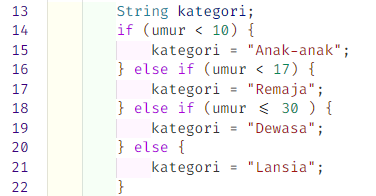 13 String kategori;
14 if (umur < 10) {
15 kategori = "Anak-anak";
16 } else if (umur < 17) {
17 kategori = "Remaja";
18 } else if (umur ⩽ 30 ) {
19 kategori = "Dewasa";
20 } else {
21 kategori = "Lansia";
22 }